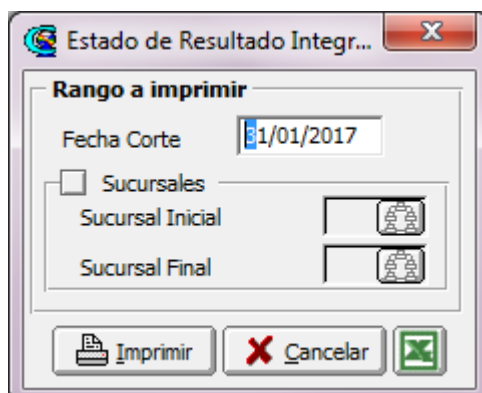 Estado de Resultado Integr...
Rango a imprimir
Fecha Corte 31/01/2017
Sucursales
Sucursal Inicial
Sucursal Final
Imprimir Cancelar